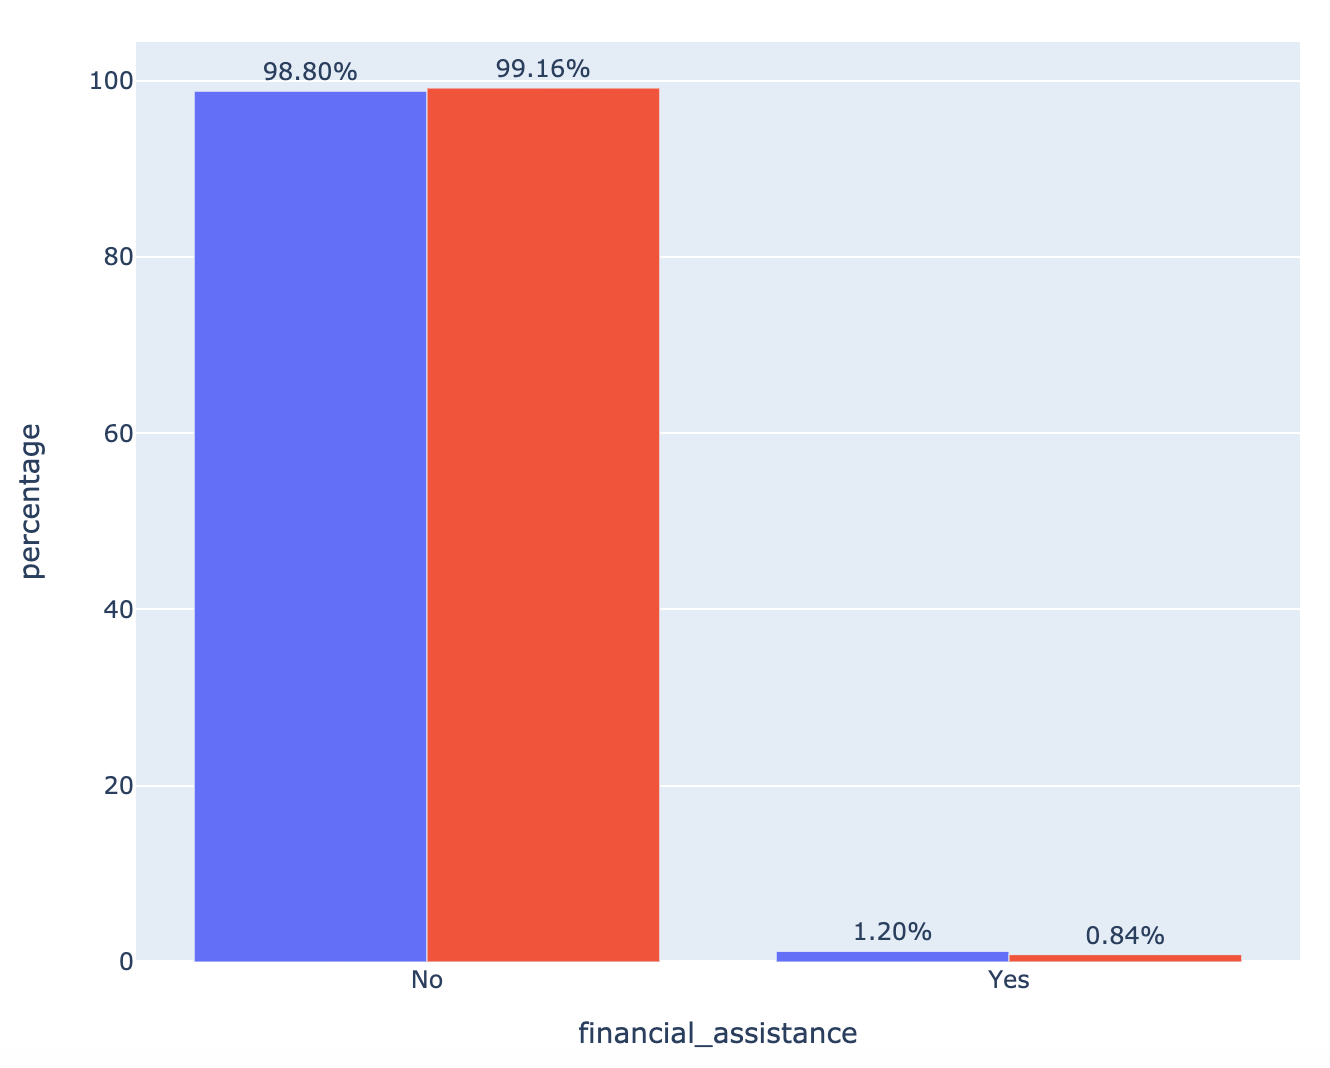 98.80%
99.16%
100
80
60
40
20
0
1.20%
0.84%
No
Yes
percentage
financial_assistance